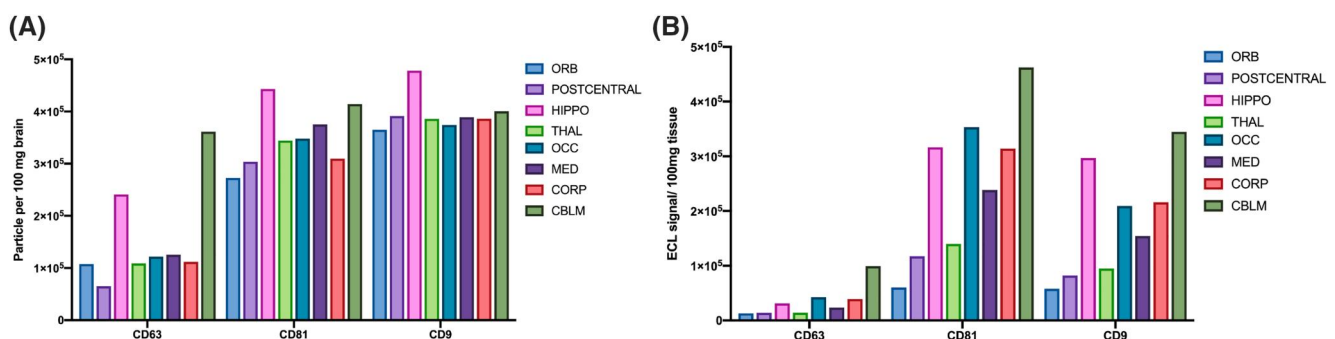 (A)
Particle per 100 mg brain
5×10⁵
4×10⁵
3×10⁵
2×10⁵
1×10⁵
0
CD63
CD81
CD9
ORB
POSTCENTRAL
HIPPO
THAL
OCC
MED
CORP
CBLM
(B)
ECL signal/ 100mg tissue
5×10⁵
4×10⁵
3×10⁵
2×10⁵
1×10⁵
0
CD63
CD81
CD9
ORB
POSTCENTRAL
HIPPO
THAL
OCC
MED
CORP
CBLM